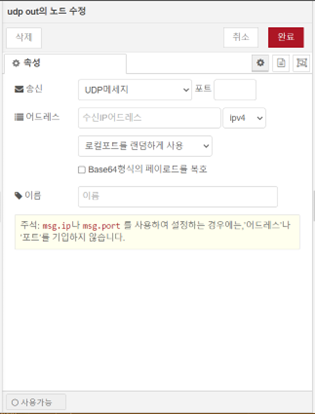 udp out의 노드 수정
삭제 취소 완료
속성
송신 UDP메세지 포트
어드레스 수신IP어드레스 ipv4
로컬포트를 랜덤하게 사용
Base64형식의 페이로드를 복호
이름 이름
주석: msg.ip나 msg.port 를 사용하여 설정하는 경우에는,'어드레스'나
'포트'를 기입하지 않습니다.
사용가능